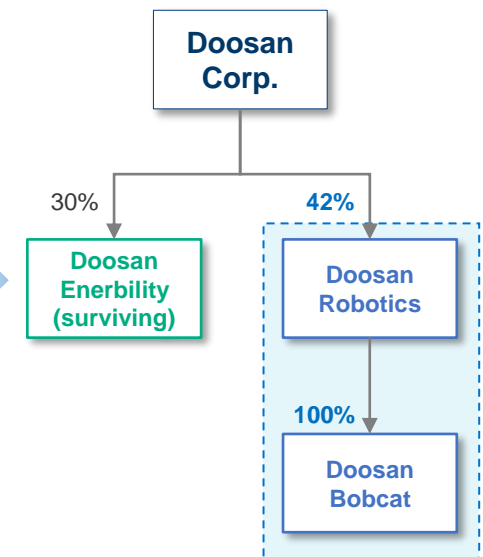 Doosan
Corp.
30%
42%
Doosan
Enerbility
(surviving)
Doosan
Robotics
100%
Doosan
Bobcat